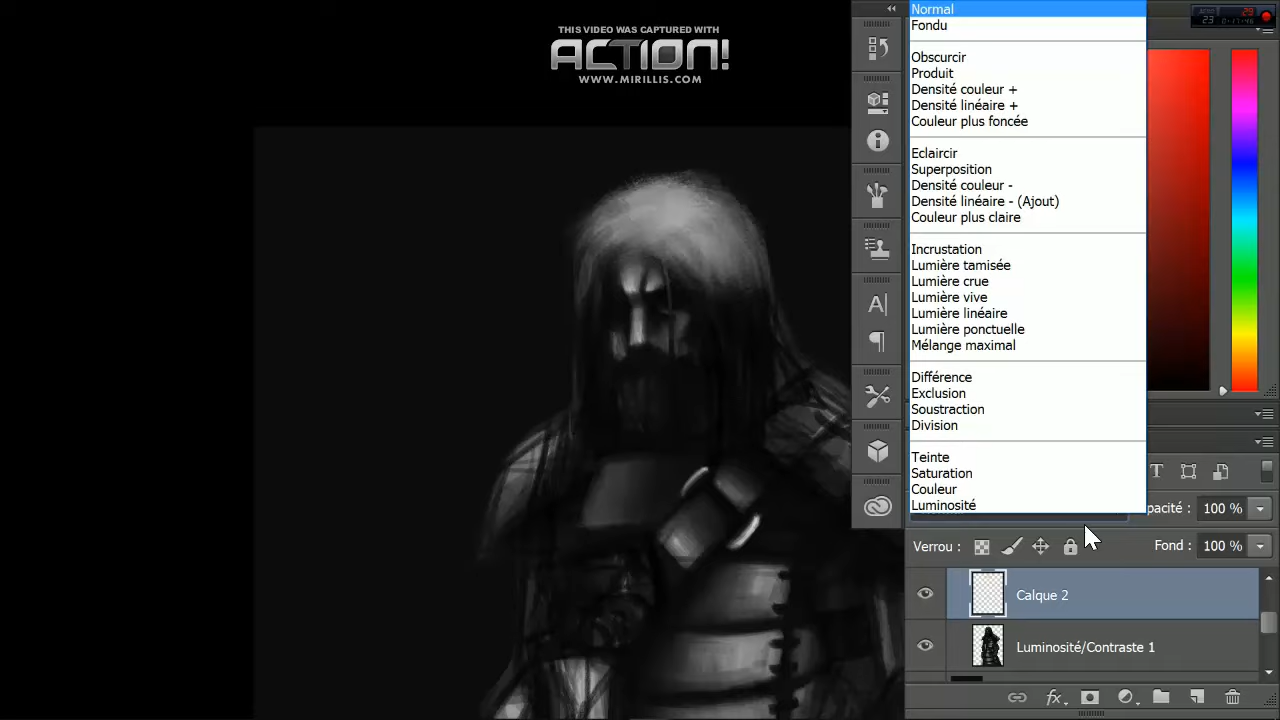 THIS VIDEO WAS CAPTURED WITH
ACTION!
WWW.MIRILLIS.COM
Normal
Fondu
Obscurcir
Produit
Densité couleur +
Densité linéaire +
Couleur plus foncée
Eclaircir
Superposition
Densité couleur -
Densité linéaire - (Ajout)
Couleur plus claire
Incrustation
Lumière tamisée
Lumière crue
Lumière vive
Lumière linéaire
Lumière ponctuelle
Mélange maximal
Différence
Exclusion
Soustraction
Division
Teinte
Saturation
Couleur
Luminosité
pacité : 100 %
Verrou : Fond : 100 %
Calque 2
Luminosité/Contraste 1